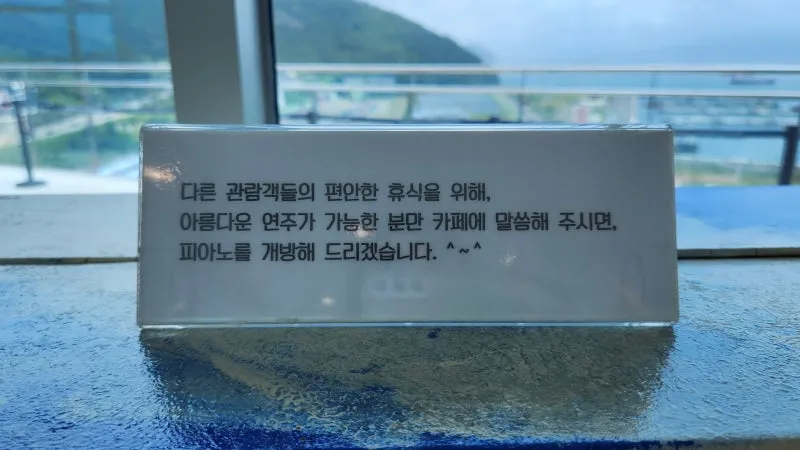 다른 관람객들의 편안한 휴식을 위해,
아름다운 연주가 가능한 분만 카페에 말씀해 주시면,
피아노를 개방해 드리겠습니다. ^~^